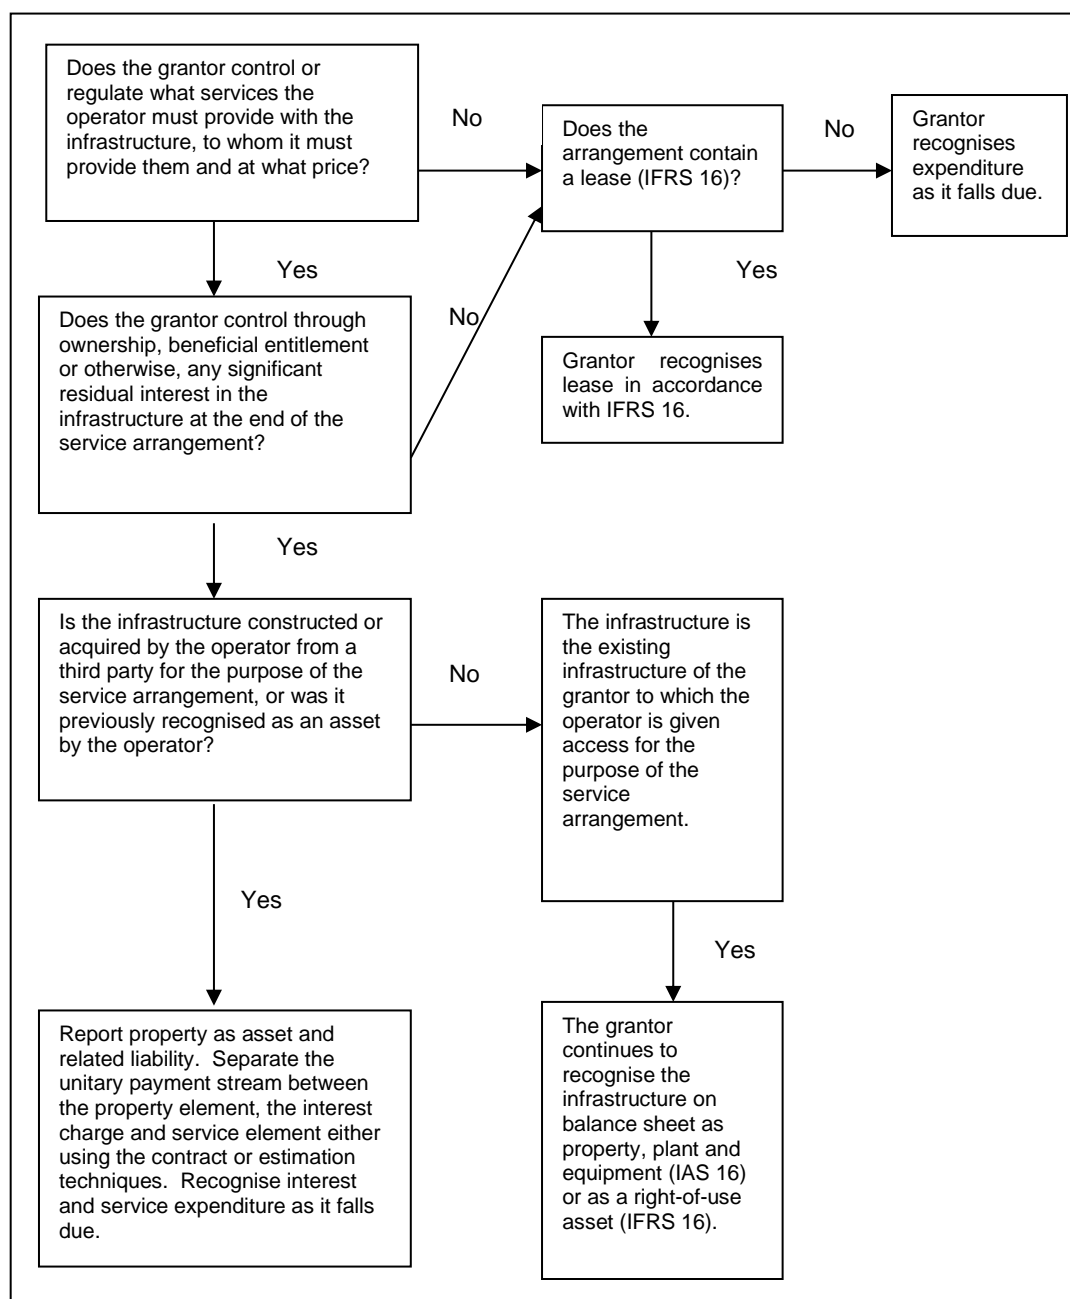 Does the grantor control or
regulate what services the
operator must provide with the
infrastructure, to whom it must
provide them and at what price?
No
Does the
arrangement contain
a lease (IFRS 16)?
No
Grantor
recognises
expenditure
as it falls due.
Yes
Yes
Does the grantor control through
ownership, beneficial entitlement
or otherwise, any significant
residual interest in the
infrastructure at the end of the
service arrangement?
No
Grantor recognises
lease in accordance
with IFRS 16.
Yes
Is the infrastructure constructed or
acquired by the operator from a
third party for the purpose of the
service arrangement, or was it
previously recognised as an asset
by the operator?
No
The infrastructure is
the existing
infrastructure of the
grantor to which the
operator is given
access for the
purpose of the
service
arrangement.
Yes
Yes
Report property as asset and
related liability. Separate the
unitary payment stream between
the property element, the interest
charge and service element either
using the contract or estimation
techniques. Recognise interest
and service expenditure as it falls
due.
The grantor
continues to
recognise the
infrastructure on
balance sheet as
property, plant and
equipment (IAS 16)
or as a right-of-use
asset (IFRS 16).